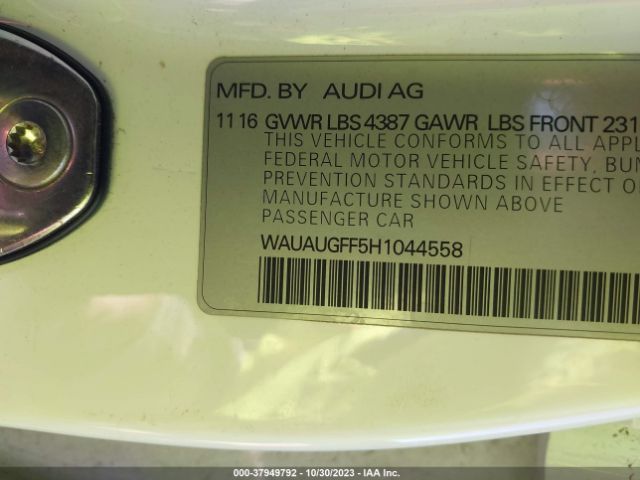 MFD. BY AUDI AG
11 16 GVWR LBS 4387 GAWR LBS FRONT 231
THIS VEHICLE CONFORMS TO ALL APPL
FEDERAL MOTOR VEHICLE SAFETY, BUM
PREVENTION STANDARDS IN EFFECT O
MANUFACTURE SHOWN ABOVE
PASSENGER CAR
WAUAUGFF5H1044558
000-37949792 - 10/30/2023 - IAA Inc.